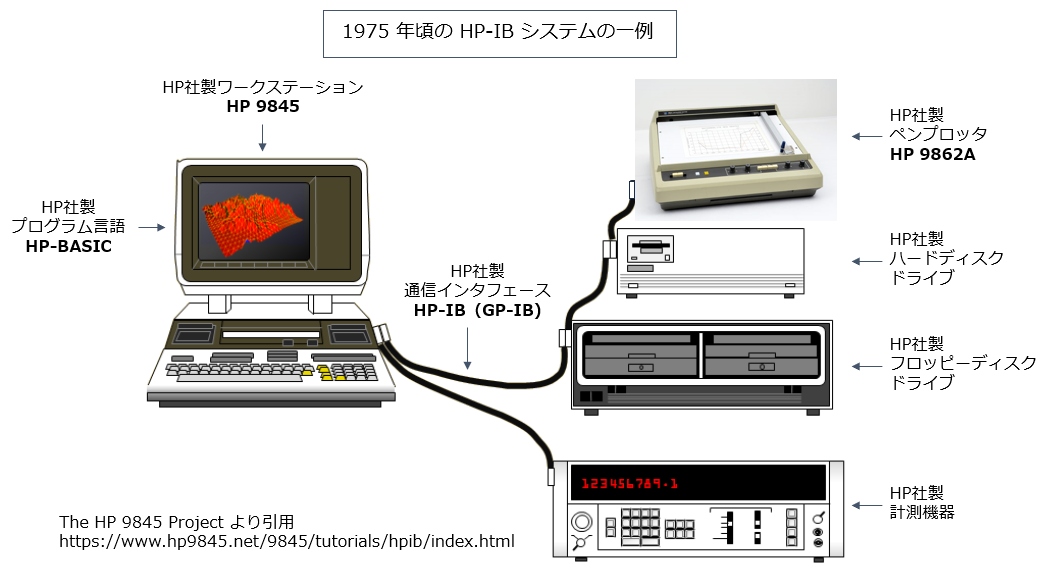 1975 年頃の HP-IB システムの一例
HP社製ワークステーション
HP 9845
HP社製
プログラム言語
HP-BASIC
HP社製
通信インタフェース
HP-IB（GP-IB）
HP社製
ペンプロッタ
HP 9862A
HP社製
ハードディスク
ドライブ
HP社製
フロッピーディスク
ドライブ
123456789.1
HP社製
計測機器
The HP 9845 Project より引用
https://www.hp9845.net/9845/tutorials/hpib/index.html